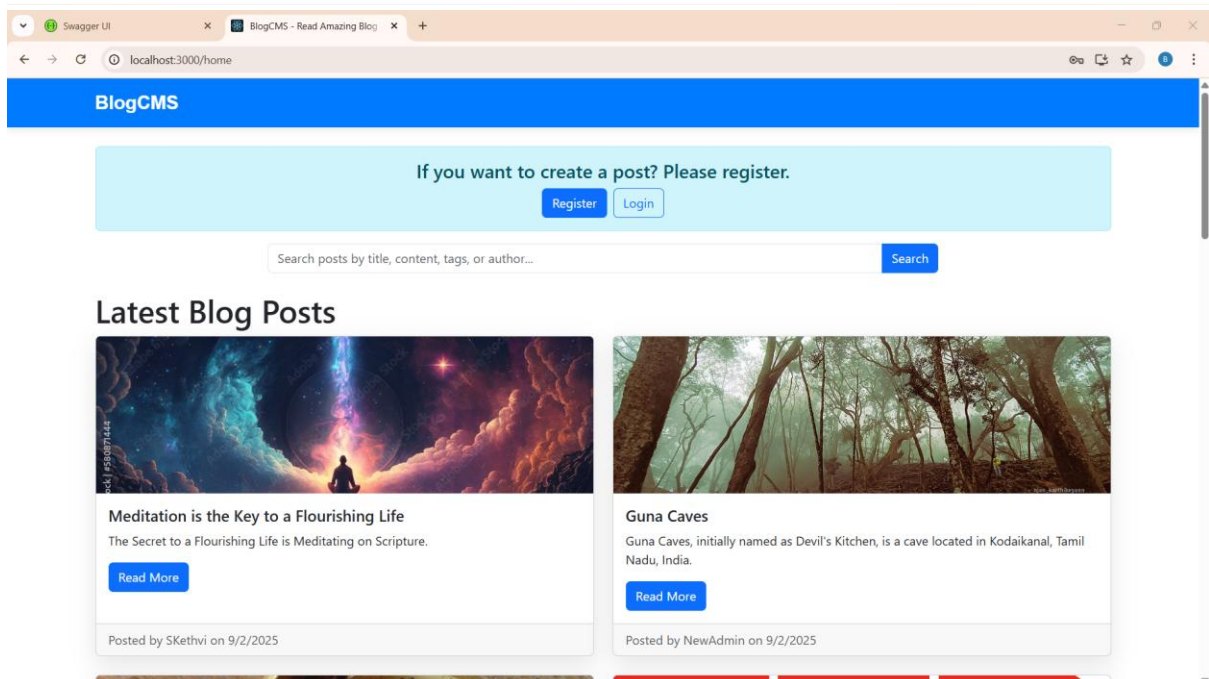 Swagger UI
BlogCMS - Read Amazing Blog
localhost:3000/home
B
BlogCMS
If you want to create a post? Please register.
Register Login
Search posts by title, content, tags, or author...
Search
Latest Blog Posts
ock | #580871444
Meditation is the Key to a Flourishing Life
The Secret to a Flourishing Life is Meditating on Scripture.
Read More
Posted by SKethvi on 9/2/2025
Guna Caves
Guna Caves, initially named as Devil's Kitchen, is a cave located in Kodaikanal, Tamil
Nadu, India.
Read More
Posted by NewAdmin on 9/2/2025